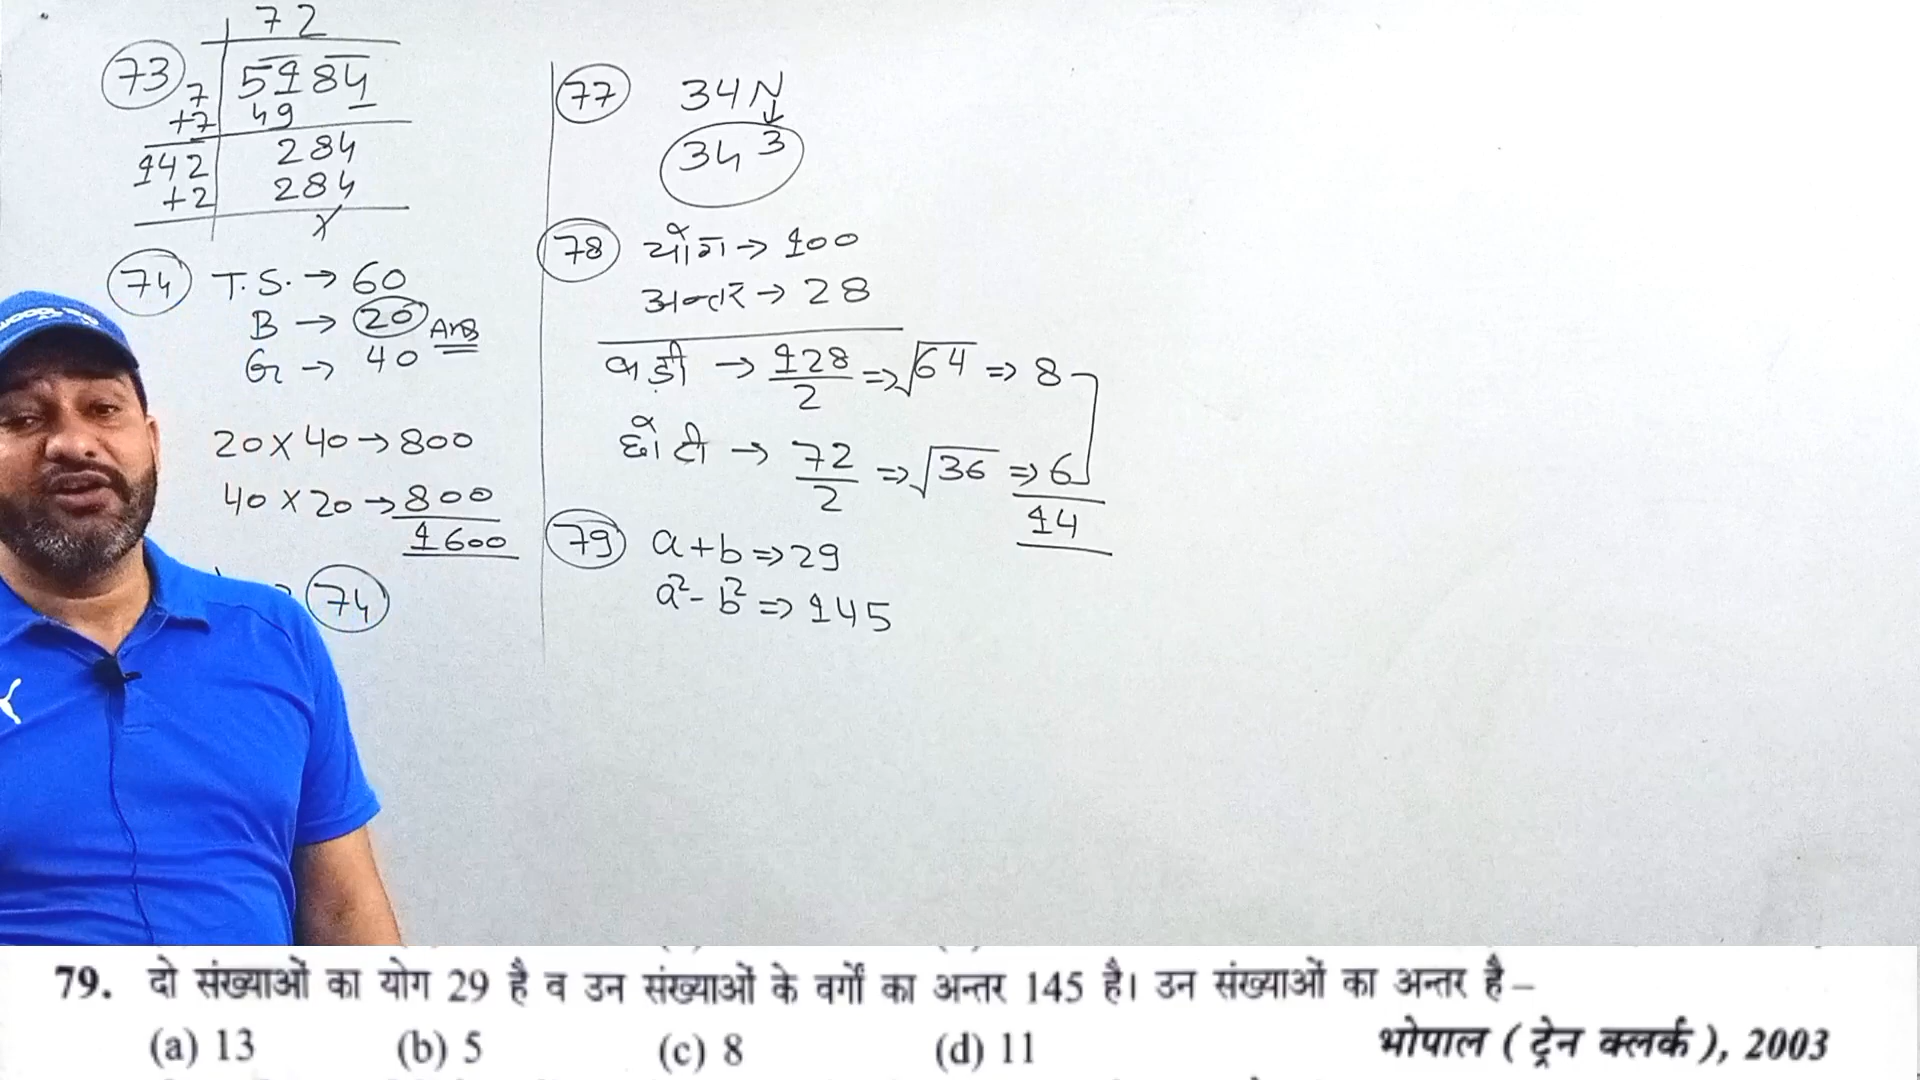 72
73
7 5184
+7 49
142 284
+2 284
x
74 T.S. → 60
B → 20 Ans
G → 40
20 x 40 → 800
40 x 20 → 800
1600
74
77 34N
↓
343
78 योग → 100
अन्तर → 28
बड़ी → 128/2 => √64 => 8
छोटी → 72/2 => √36 => 6
14
79 a+b => 29
a²- b² => 145
79. दो संख्याओं का योग 29 है व उन संख्याओं के वर्गों का अन्तर 145 है। उन संख्याओं का अन्तर है –
(a) 13 (b) 5 (c) 8 (d) 11 भोपाल ( ट्रेन क्लर्क ), 2003